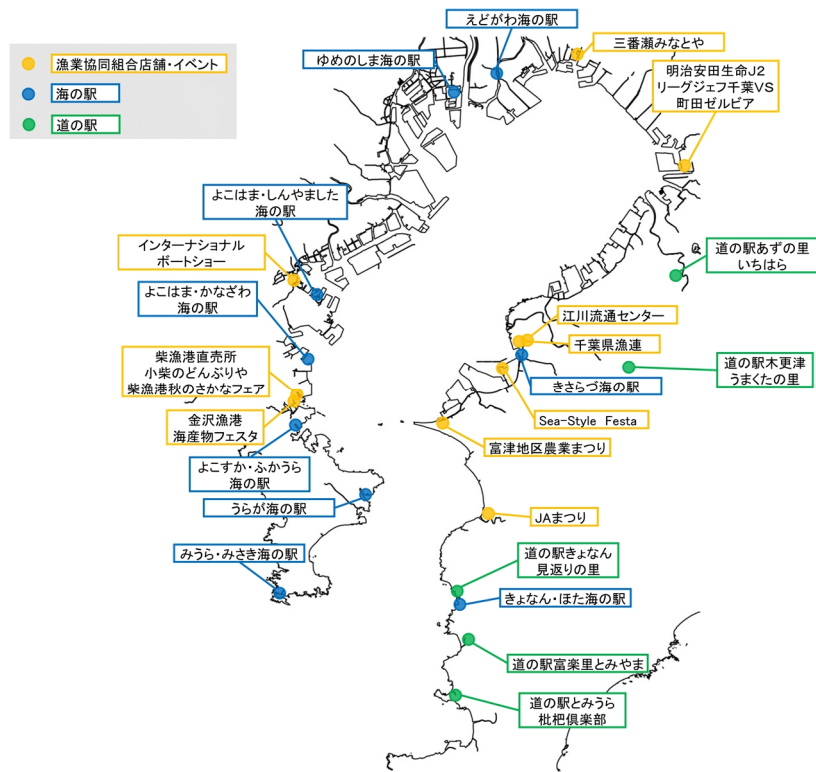 漁業協同組合店舗・イベント
海の駅
道の駅
えどがわ海の駅
三番瀬みなとや
ゆめのしま海の駅
明治安田生命J2
リーグジェフ千葉VS
町田ゼルビア
よこはま・しんやました
海の駅
インターナショナル
ボートショー
道の駅あずの里
いちはら
よこはま・かなざわ
海の駅
江川流通センター
千葉県漁連
柴漁港直売所
小柴のどんぶりや
柴漁港秋のさかなフェア
きさらづ海の駅
道の駅木更津
うまくたの里
金沢漁港
海産物フェスタ
Sea-Style Festa
富津地区農業まつり
よこすか・ふかうら
海の駅
うらが海の駅
JAまつり
みうら・みさき海の駅
道の駅きょなん
見返りの里
きょなん・ほた海の駅
道の駅富楽里とみやま
道の駅とみうら
枇杷倶楽部